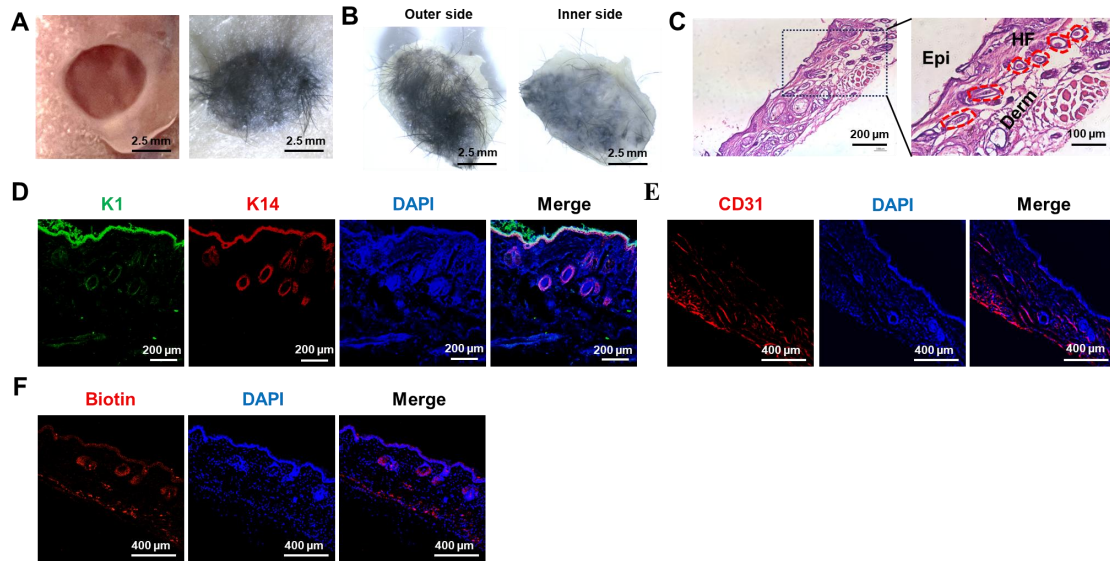 A
2.5 mm
2.5 mm
B
Outer side
Inner side
2.5 mm
2.5 mm
C
200 µm
Epi
HF
Derm
100 µm
D
K1
K14
DAPI
Merge
200 µm
200 µm
200 µm
200 µm
E
CD31
DAPI
Merge
400 µm
400 µm
400 µm
F
Biotin
DAPI
Merge
400 µm
400 µm
400 µm